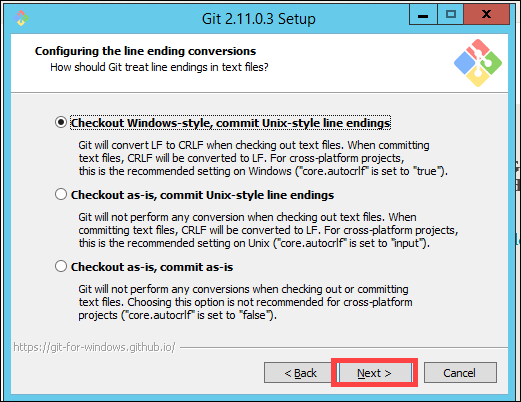 Git 2.11.0.3 Setup
Configuring the line ending conversions
How should Git treat line endings in text files?
Checkout Windows-style, commit Unix-style line endings
Git will convert LF to CRLF when checking out text files. When committing
text files, CRLF will be converted to LF. For cross-platform projects,
this is the recommended setting on Windows ("core.autocrlf" is set to "true").
Checkout as-is, commit Unix-style line endings
Git will not perform any conversion when checking out text files. When
committing text files, CRLF will be converted to LF. For cross-platform projects,
this is the recommended setting on Unix ("core.autocrlf" is set to "input").
Checkout as-is, commit as-is
Git will not perform any conversions when checking out or committing
text files. Choosing this option is not recommended for cross-platform
projects ("core.autocrlf" is set to "false").
https://git-for-windows.github.io/
< Back
Next >
Cancel